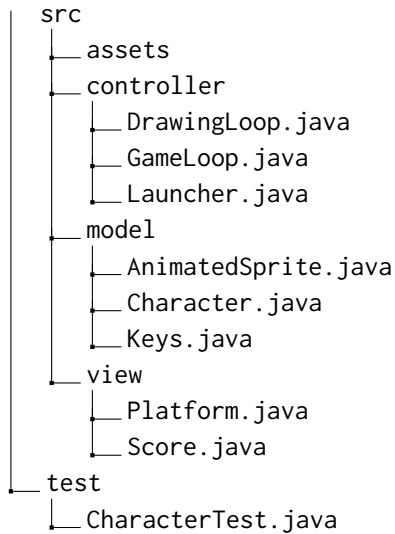 src
assets
controller
DrawingLoop.java
GameLoop.java
Launcher.java
model
AnimatedSprite.java
Character.java
Keys.java
view
Platform.java
Score.java
test
CharacterTest.java